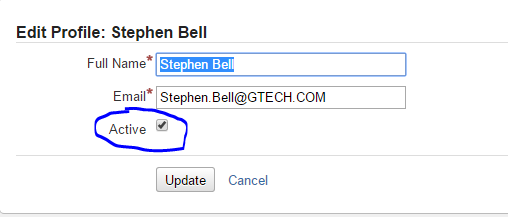 Edit Profile: Stephen Bell
Full Name* Stephen Bell
Email* Stephen.Bell@GTECH.COM
Active
Update Cancel